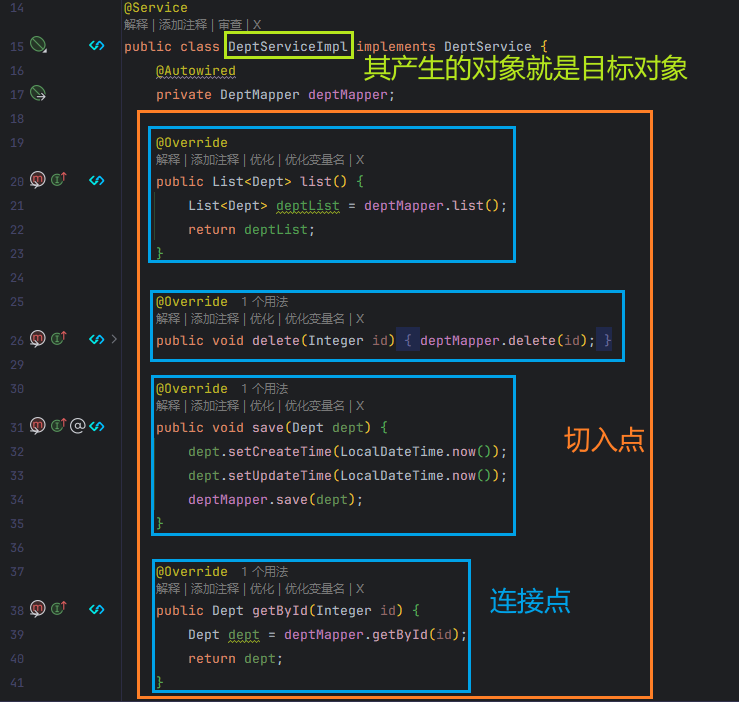 14 @Service
解释 | 添加注释 | 审查 | X
15 public class DeptServiceImpl implements DeptService {
其产生的对象就是目标对象
16 @Autowired
17 private DeptMapper deptMapper;
18
19 @Override
解释 | 添加注释 | 优化 | 优化变量名 | X
20 public List<Dept> list() {
21 List<Dept> deptList = deptMapper.list();
22 return deptList;
23 }
24
25 @Override 1 个用法
解释 | 添加注释 | 优化 | 优化变量名 | X
26 public void delete(Integer id) { deptMapper.delete(id); }
29
30 @Override 1 个用法
解释 | 添加注释 | 优化 | 优化变量名 | X
31 public void save(Dept dept) {
切入点
32 dept.setCreateTime(LocalDateTime.now());
33 dept.setUpdateTime(LocalDateTime.now());
34 deptMapper.save(dept);
35 }
36
37 @Override 1 个用法
解释 | 添加注释 | 优化 | 优化变量名 | X
连接点
38 public Dept getById(Integer id) {
39 Dept dept = deptMapper.getById(id);
40 return dept;
41 }